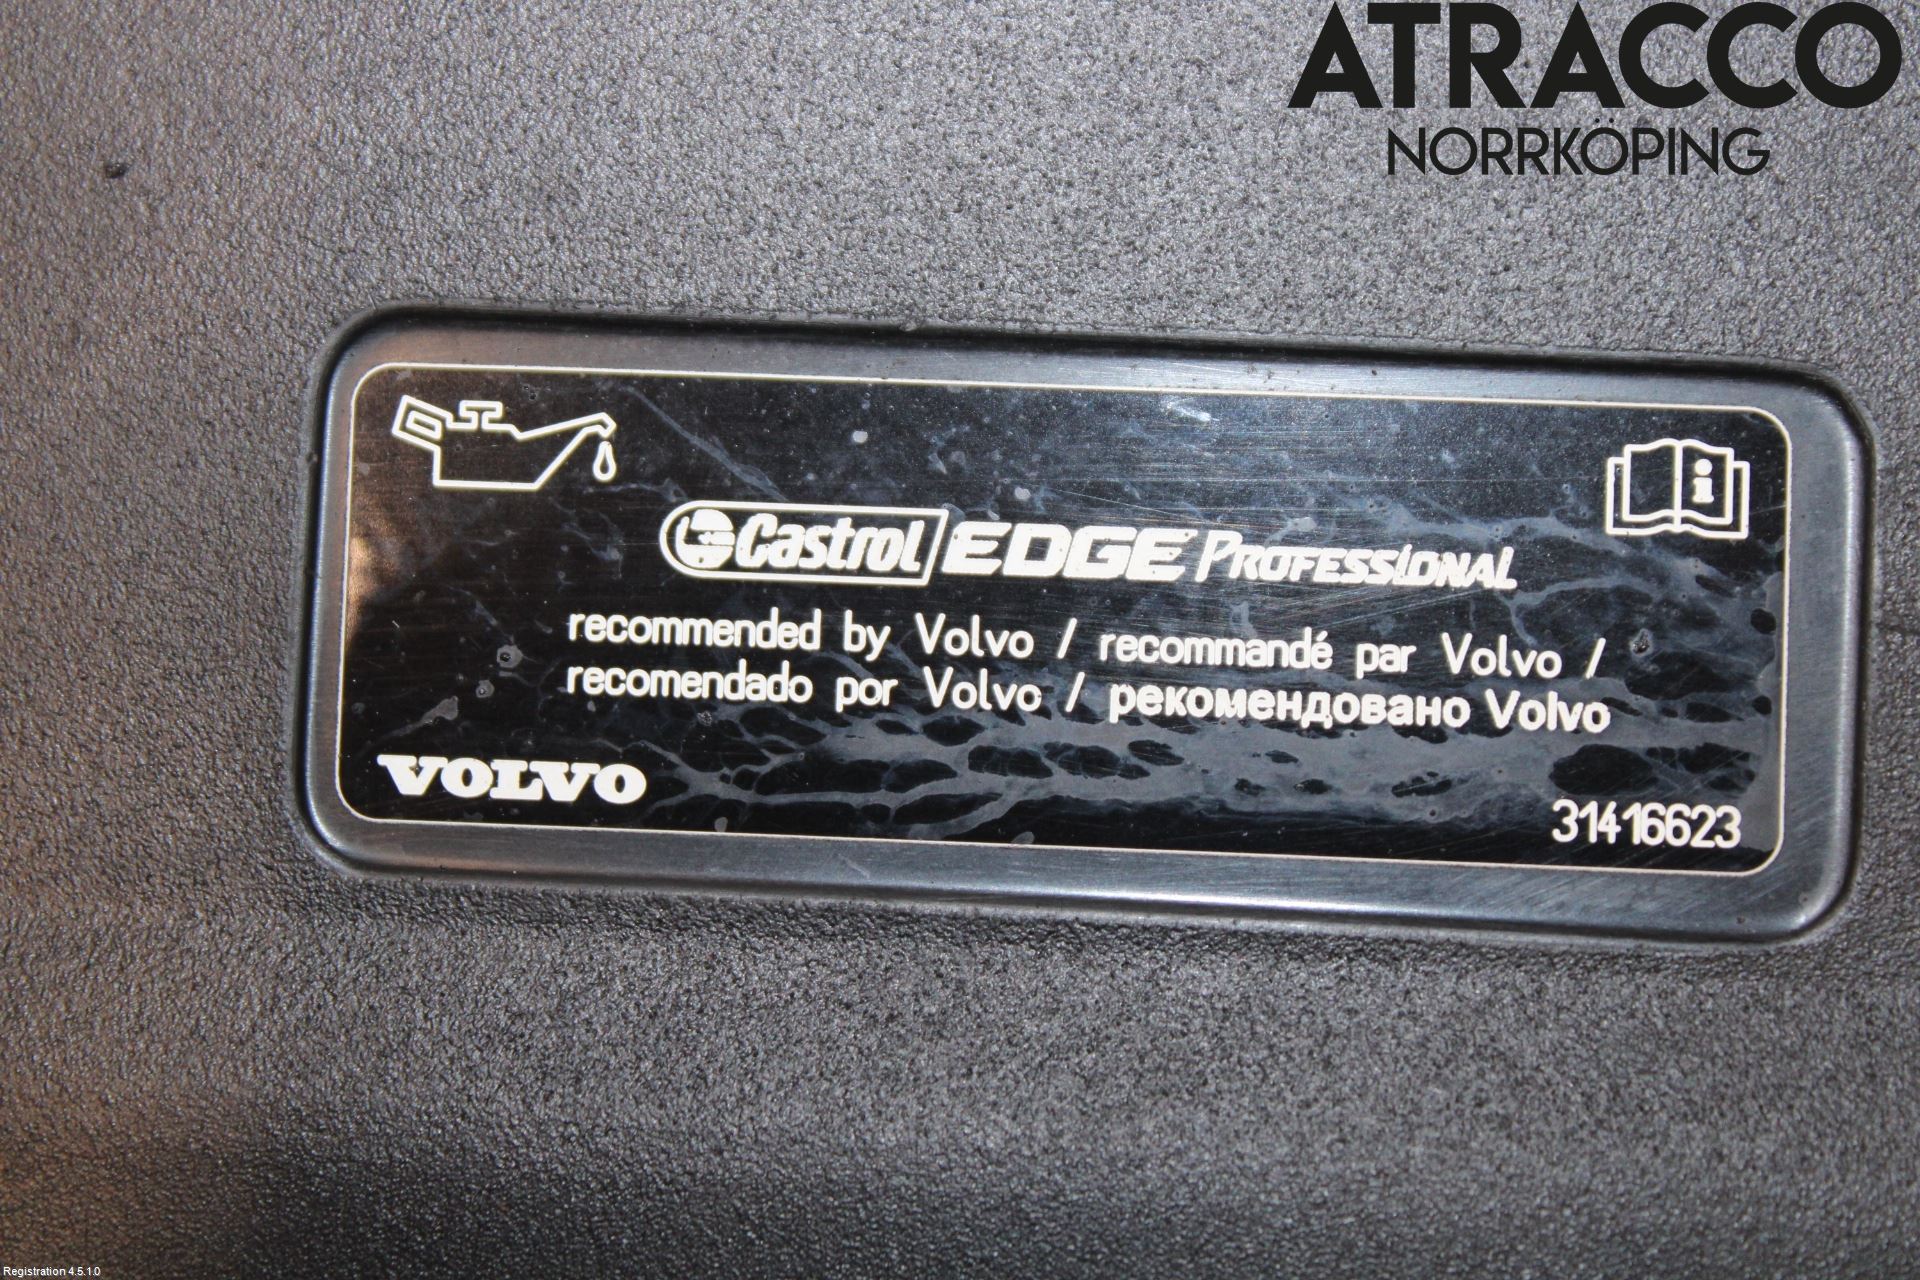 ATRACCO
NORRKÖPING
Castrol EDGE PROFESSIONAL
recommended by Volvo / recommandé par Volvo /
recomendado por Volvo / рекомендовано Volvo
VOLVO
31416623
Registration 4.5.1.0